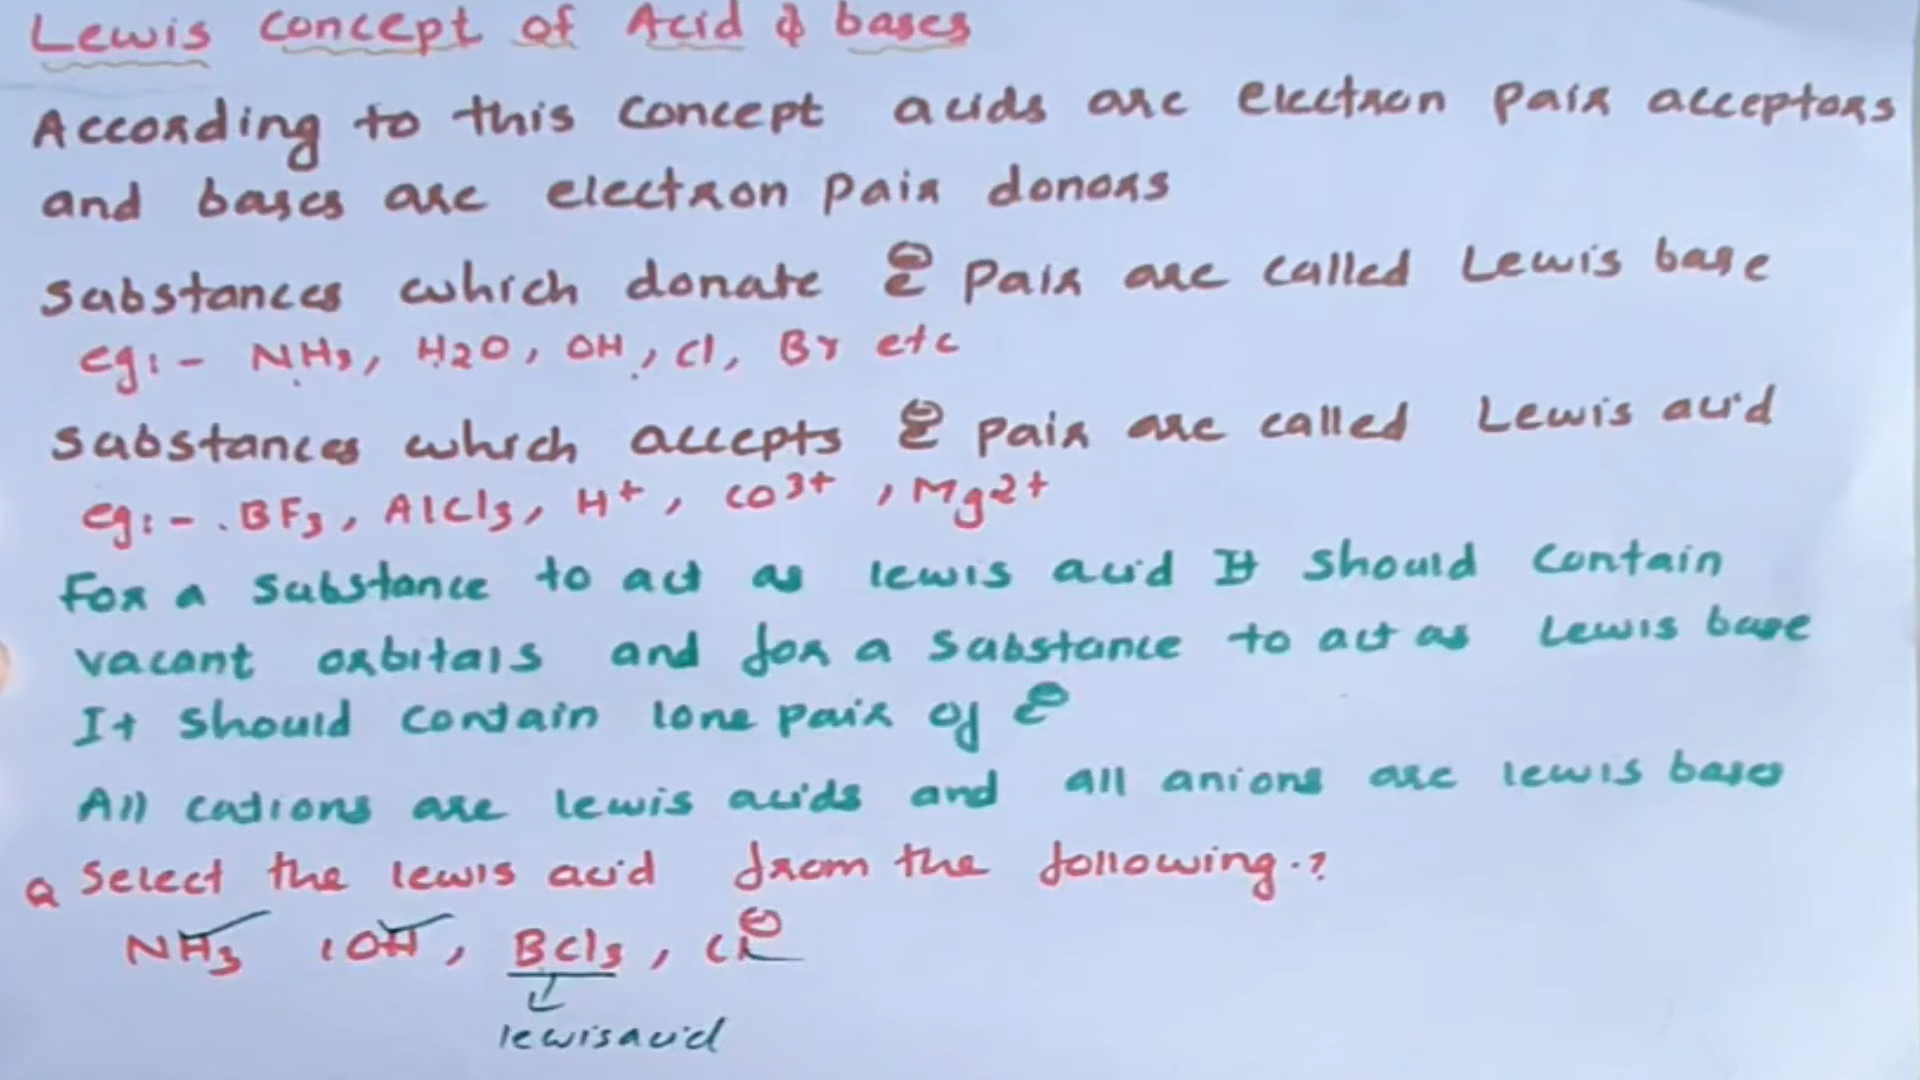 Lewis concept of Acid & bases
According to this concept acids are electron pair acceptors
and bases are electron pair donors
Substances which donate e⊖ pair are called Lewis base
eg:- NH3, H2O, OH, Cl, Br etc
Substances which accepts e⊖ pair are called Lewis acid
eg:- BF3, AlCl3, H+, CO3+, Mg2+
For a substance to act as lewis acid It should contain
vacant orbitals and for a substance to act as Lewis base
It should contain lone pair of e⊖
All cations are lewis acids and all anions are lewis bases
Q Select the lewis acid from the following.?
NH3, OH, BCl3, Cl⊖
lewis acid